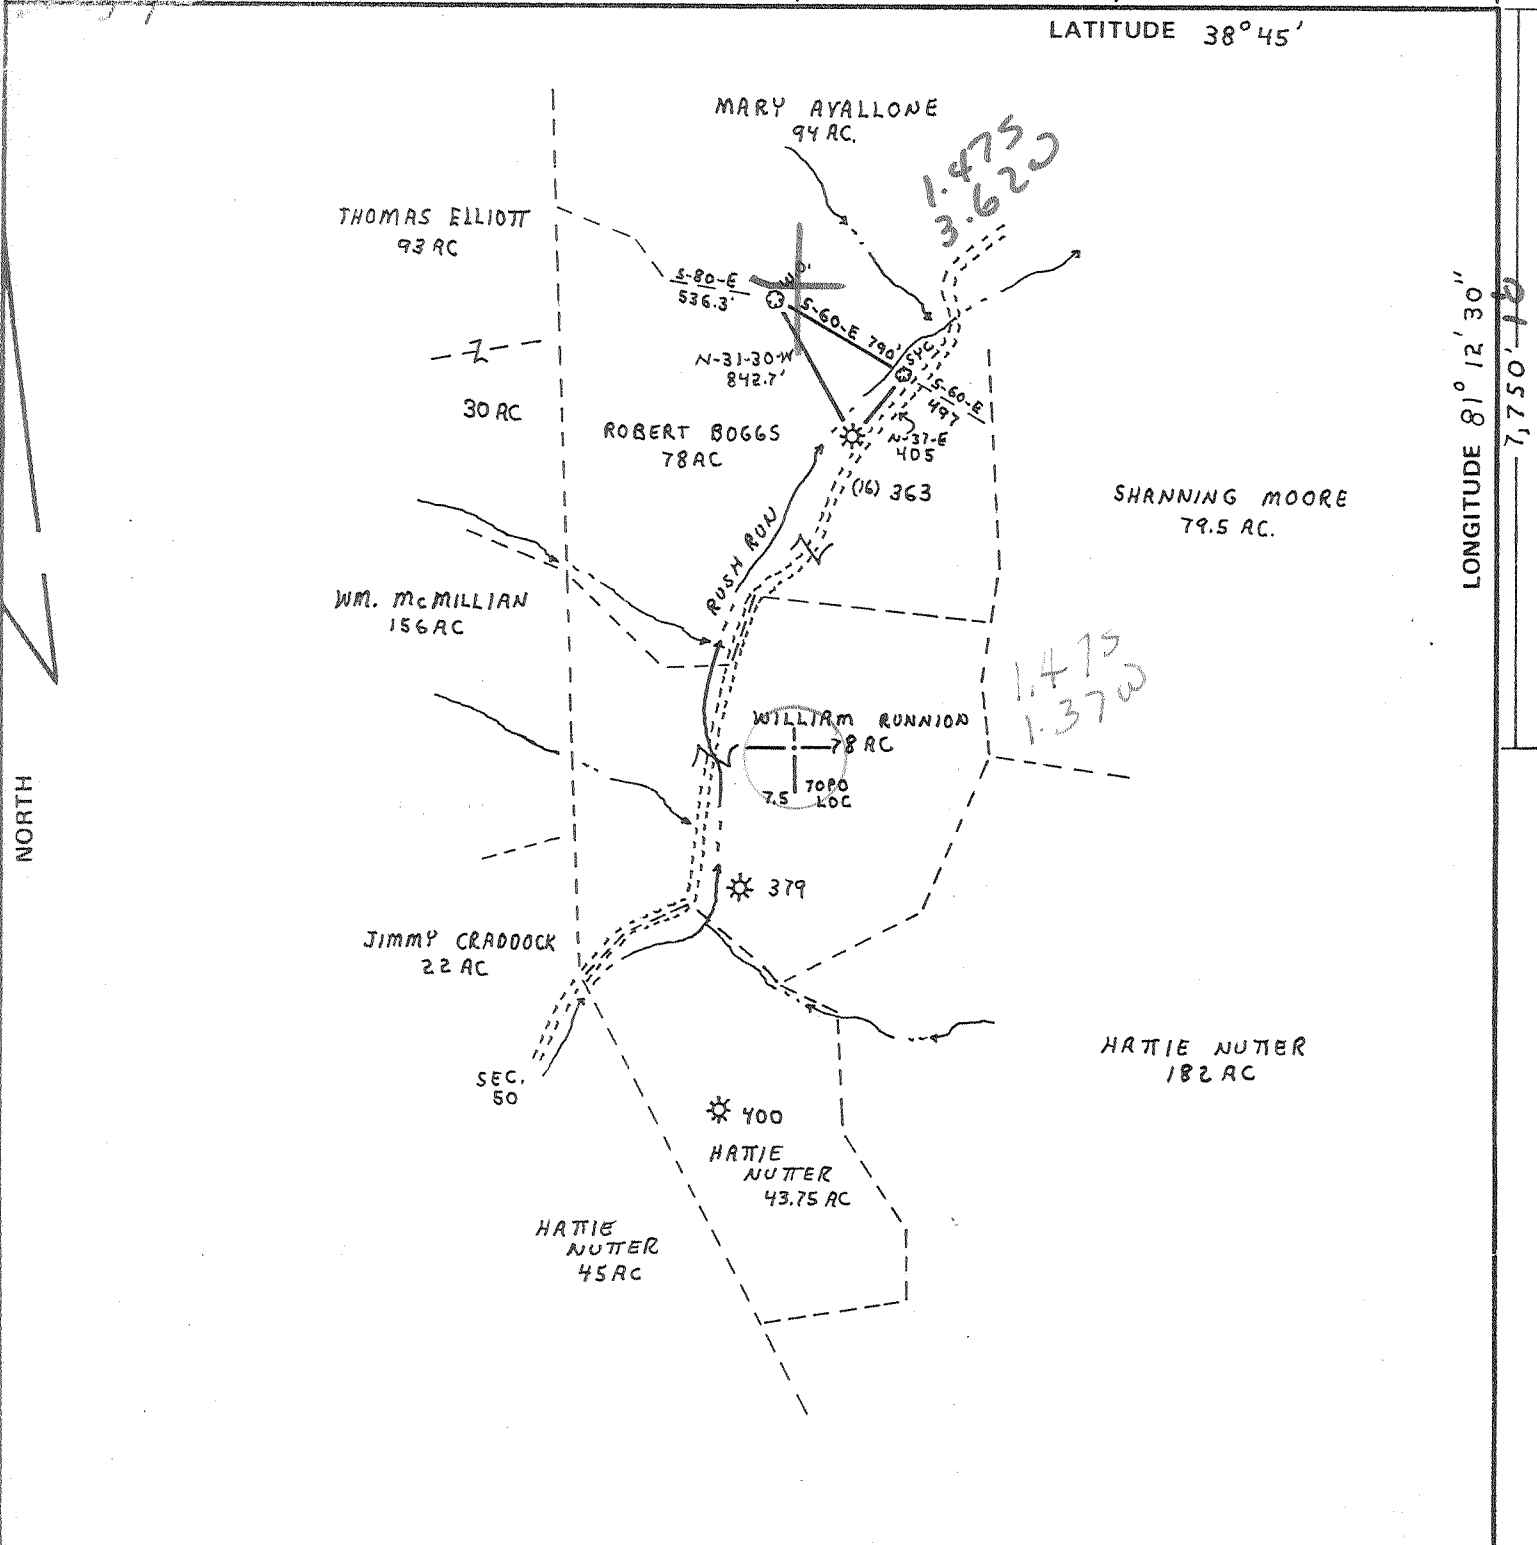 LATITUDE 38°45'
MARY AVALLONE
94 AC.
1.47S
3.62W
THOMAS ELLIOTT
93 AC
S-80-E
536.3'
W.O.
S-60-E 790'
SYC.
N-31-30-W
842.7'
S-60-E
497
N-37-E
405
30 AC
ROBERT BOGGS
78 AC
(16) 363
LONGITUDE 81° 12' 30"
7,750'
SHANNING MOORE
79.5 AC.
RUSH RUN
WM. McMILLIAN
156 AC
1.47S
1.37W
WILLIAM RUNNION
78 AC
7.5 TOPO
LOC
NORTH
379
JIMMY CRADDOCK
22 AC
SEC.
50
HATTIE NUTTER
182 AC
400
HATTIE
NUTTER
43.75 AC
HATTIE
NUTTER
45 AC